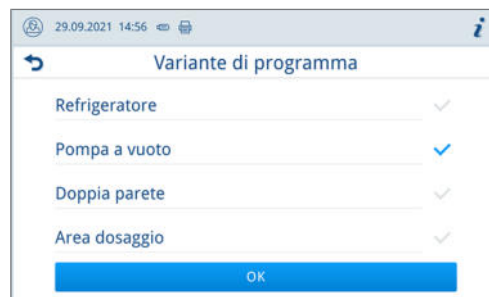 29.09.2021 14:56
i
Variante di programma
Refrigeratore
Pompa a vuoto
Doppia parete
Area dosaggio
OK